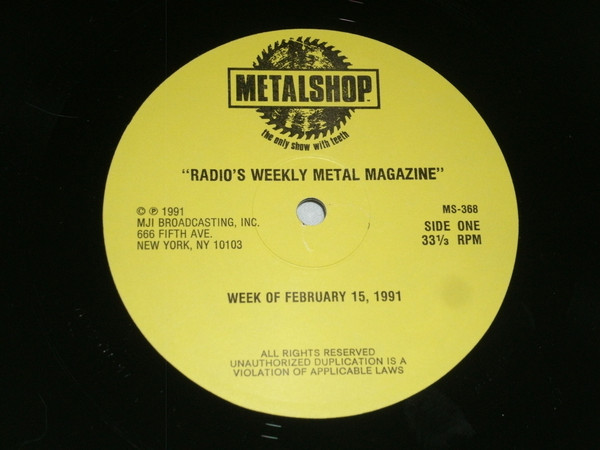 METALSHOP™
the only show with teeth
"RADIO'S WEEKLY METAL MAGAZINE"
© ℗ 1991
MJI BROADCASTING, INC.
666 FIFTH AVE.
NEW YORK, NY 10103
MS-368
SIDE ONE
33⅓ RPM
WEEK OF FEBRUARY 15, 1991
ALL RIGHTS RESERVED
UNAUTHORIZED DUPLICATION IS A
VIOLATION OF APPLICABLE LAWS